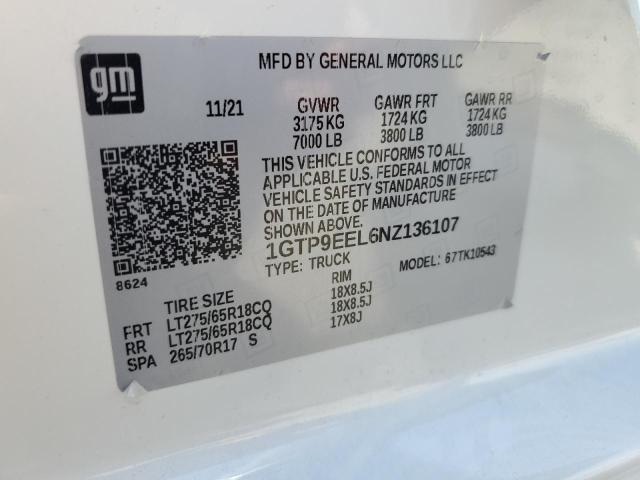 gm
MFD BY GENERAL MOTORS LLC
11/21 GVWR GAWR FRT GAWR RR
3175 KG 1724 KG 1724 KG
7000 LB 3800 LB 3800 LB
THIS VEHICLE CONFORMS TO ALL
APPLICABLE U.S. FEDERAL MOTOR
VEHICLE SAFETY STANDARDS IN EFFECT
ON THE DATE OF MANUFACTURE
SHOWN ABOVE.
1GTP9EEL6NZ136107
TYPE: TRUCK MODEL: 67TK10543
8624
TIRE SIZE RIM
FRT LT275/65R18CQ 18X8.5J
RR LT275/65R18CQ 18X8.5J
SPA 265/70R17 S 17X8J